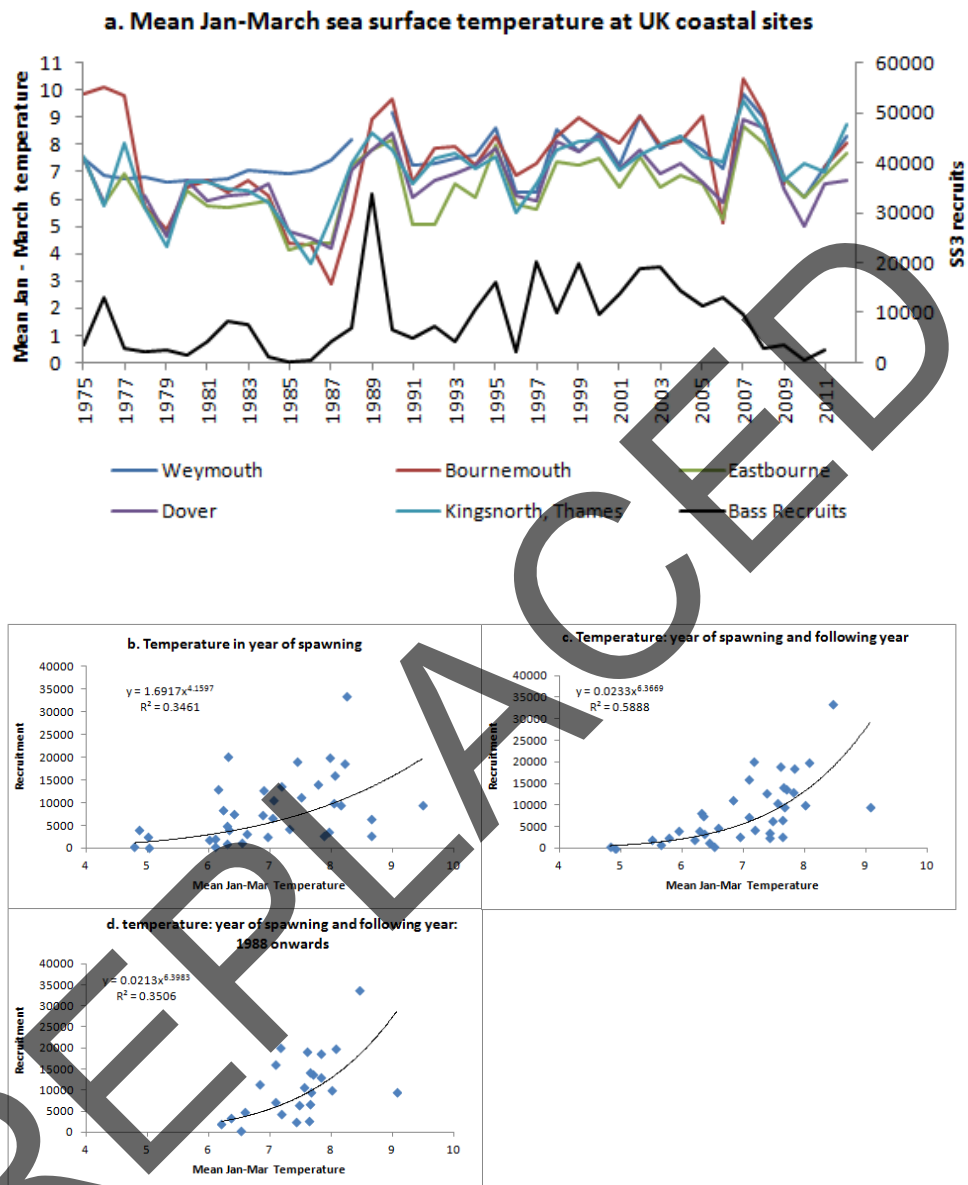 a. Mean Jan-March sea surface temperature at UK coastal sites
Mean Jan - March temperature
11
10
9
8
7
6
5
4
3
2
1
0
60000
50000
40000
30000
20000
10000
0
SS3 recruits
1975
1977
1979
1981
1983
1985
1987
1989
1991
1993
1995
1997
1999
2001
2003
2005
2007
2009
2011
Weymouth
Bournemouth
Eastbourne
Dover
Kingsnorth, Thames
Bass Recruits
b. Temperature in year of spawning
y = 1.6917x^4.1597
R² = 0.3461
Recruitment
40000
35000
30000
25000
20000
15000
10000
5000
0
4 5 6 7 8 9 10
Mean Jan-Mar Temperature
c. Temperature: year of spawning and following year
y = 0.0233x^6.3669
R² = 0.5888
Recruitment
40000
35000
30000
25000
20000
15000
10000
5000
0
4 5 6 7 8 9 10
Mean Jan-Mar Temperature
d. temperature: year of spawning and following year:
1988 onwards
y = 0.0213x^6.3983
R² = 0.3506
Recruitment
40000
35000
30000
25000
20000
15000
10000
5000
0
4 5 6 7 8 9 10
Mean Jan-Mar Temperature
REPLACED